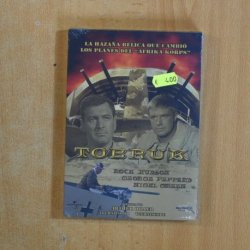 LA HAZAÑA BELICA QUE CAMBIO
LOS PLANES DEL "AFRIKA KORPS"
€ 4,00
TOBRUK
ROCK HUDSON
GEORGE PEPPARD
NIGEL GREEN